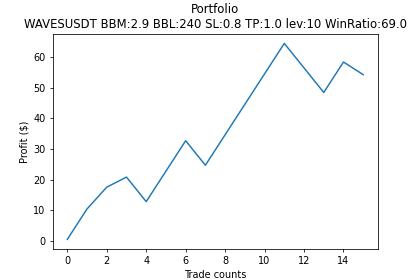 Portfolio
WAVESUSDT BBM:2.9 BBL:240 SL:0.8 TP:1.0 lev:10 WinRatio:69.0
60
50
40
30
20
10
0
Profit ($)
0 2 4 6 8 10 12 14
Trade counts